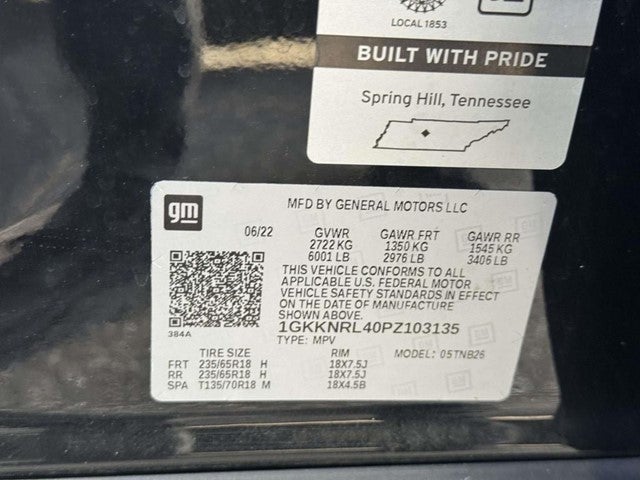 LOCAL 1853
BUILT WITH PRIDE
Spring Hill, Tennessee
gm
MFD BY GENERAL MOTORS LLC
06/22 GVWR GAWR FRT GAWR RR
2722 KG 1350 KG 1545 KG
6001 LB 2976 LB 3406 LB
THIS VEHICLE CONFORMS TO ALL
APPLICABLE U.S. FEDERAL MOTOR
VEHICLE SAFETY STANDARDS IN EFFECT
ON THE DATE OF MANUFACTURE
SHOWN ABOVE.
1GKKNRL40PZ103135
384A
TYPE: MPV
TIRE SIZE RIM MODEL: 05TNB26
FRT 235/65R18 H 18X7.5J
RR 235/65R18 H 18X7.5J
SPA T135/70R18 M 18X4.5B